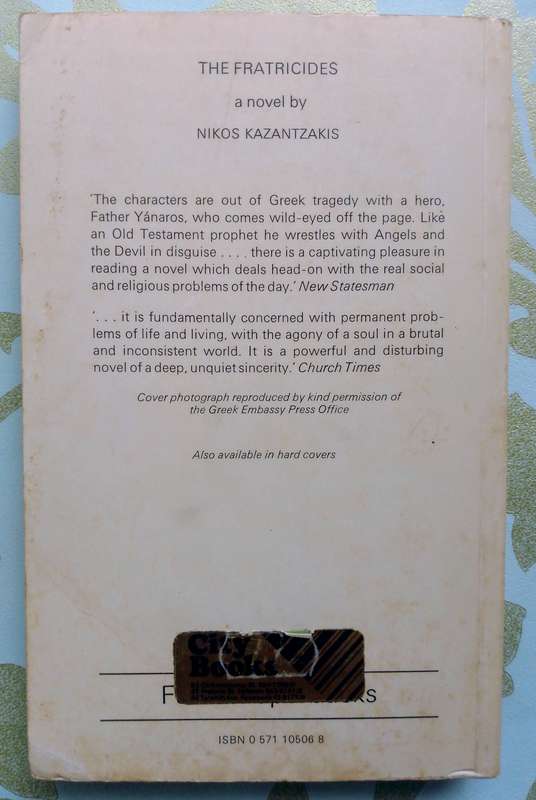 THE FRATRICIDES
a novel by
NIKOS KAZANTZAKIS
'The characters are out of Greek tragedy with a hero,
Father Yánaros, who comes wild-eyed off the page. Like
an Old Testament prophet he wrestles with Angels and
the Devil in disguise . . . . there is a captivating pleasure in
reading a novel which deals head-on with the real social
and religious problems of the day.' New Statesman
'. . . it is fundamentally concerned with permanent prob-
lems of life and living, with the agony of a soul in a brutal
and inconsistent world. It is a powerful and disturbing
novel of a deep, unquiet sincerity.' Church Times
Cover photograph reproduced by kind permission of
the Greek Embassy Press Office
Also available in hard covers
City
Books
ISBN 0 571 10506 8